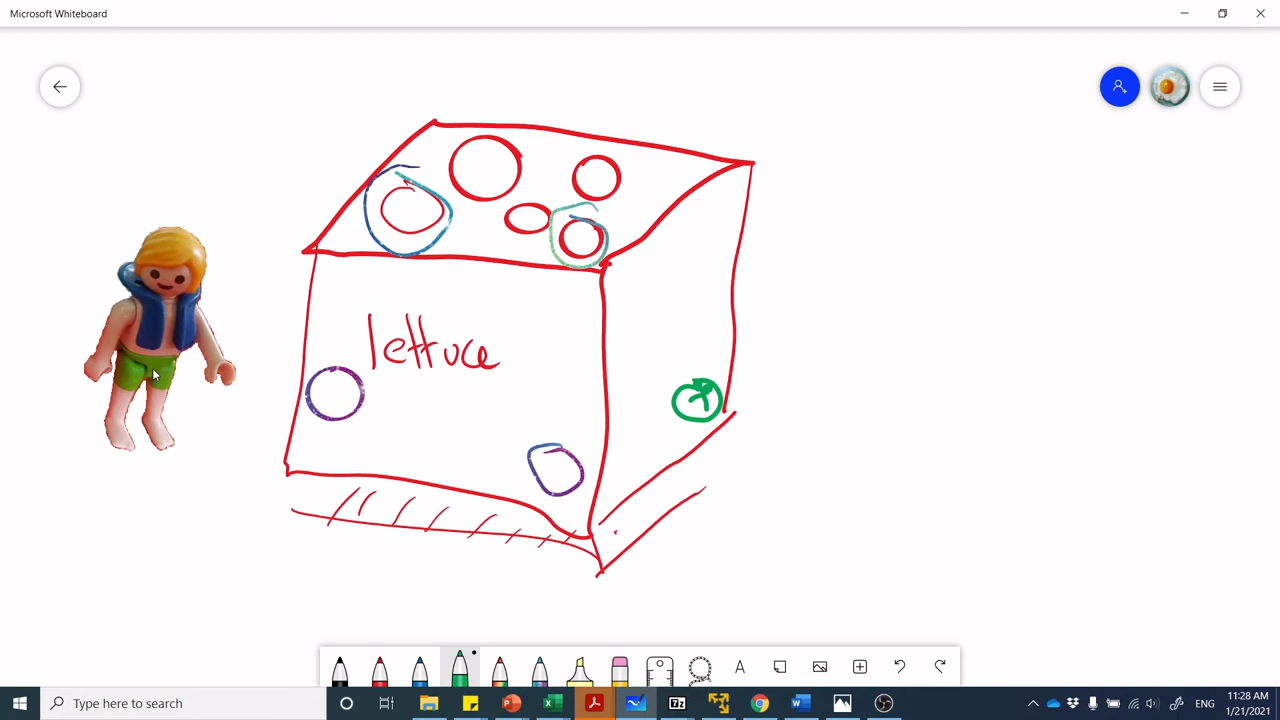 Microsoft Whiteboard
lettuce
A
Type here to search
ENG
11:28 AM
1/21/2021